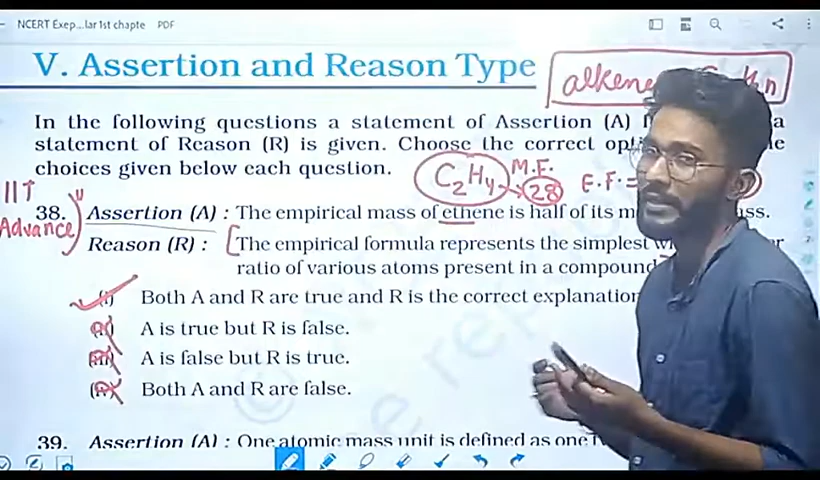 NCERT Exep...lar 1st chapte PDF
V. Assertion and Reason Type
alkene
In the following questions a statement of Assertion (A) a
statement of Reason (R) is given. Choose the correct
choices given below each question.
C2H4 M.F. 28 E.F.=
IIT
Advance
38. Assertion (A) : The empirical mass of ethene is half of its
Reason (R) : The empirical formula represents the simplest
ratio of various atoms present in a compound
(i) Both A and R are true and R is the correct explanation
A is true but R is false.
A is false but R is true.
Both A and R are false.
39. Assertion (A) : One atomic mass unit is defined as one